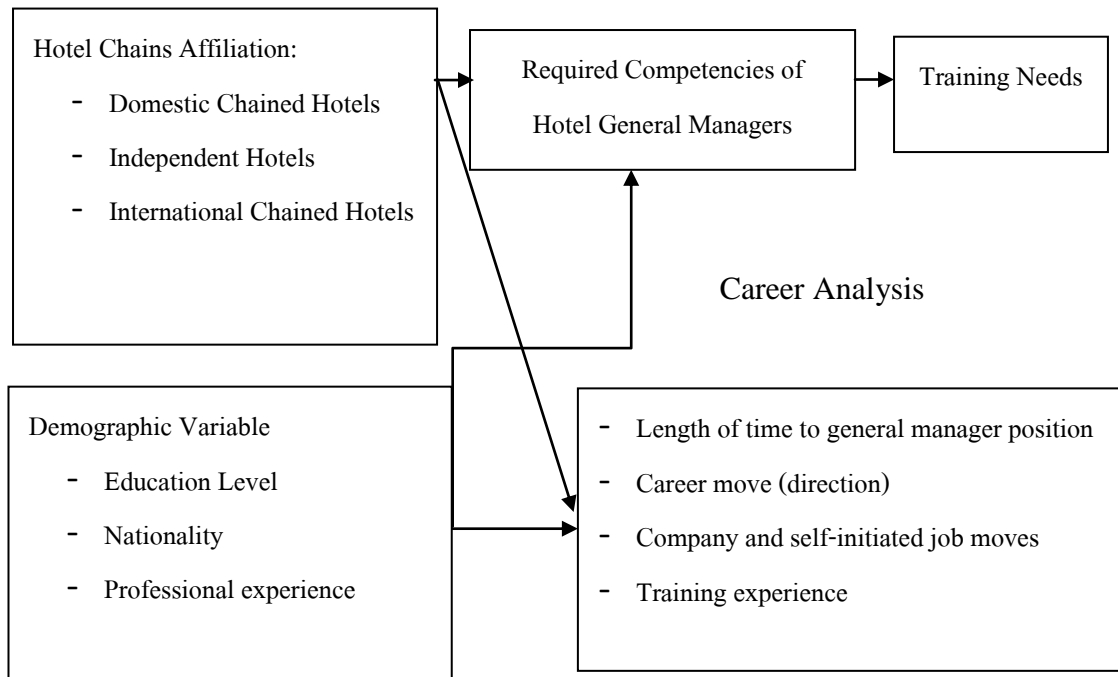 Hotel Chains Affiliation:
- Domestic Chained Hotels
- Independent Hotels
- International Chained Hotels
Required Competencies of
Hotel General Managers
Training Needs
Career Analysis
Demographic Variable
- Education Level
- Nationality
- Professional experience
- Length of time to general manager position
- Career move (direction)
- Company and self-initiated job moves
- Training experience